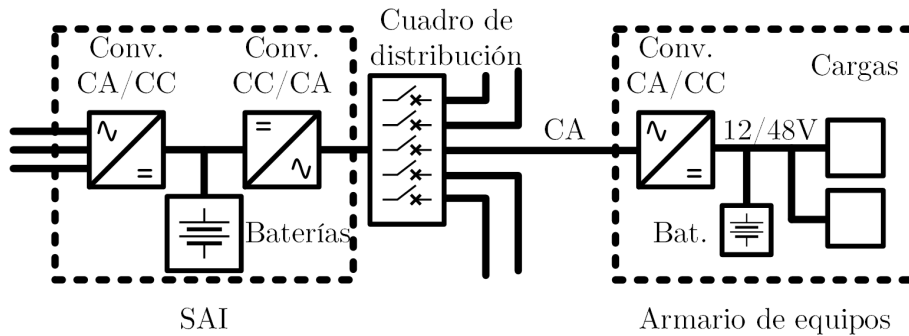 Conv.
CA/CC
Conv.
CC/CA
Baterías
SAI
Cuadro de
distribución
CA
Conv.
CA/CC
Cargas
12/48V
Bat.
Armario de equipos